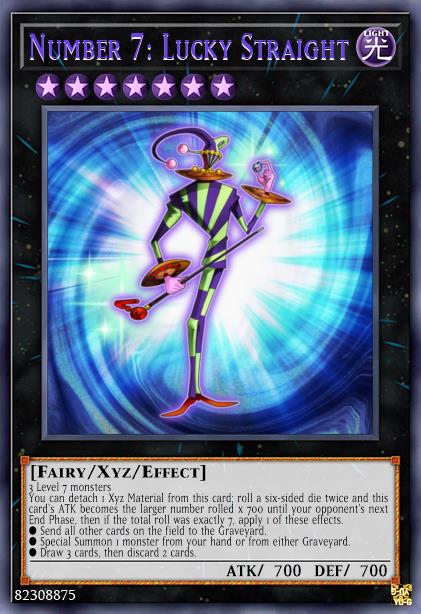 Number 7: Lucky Straight
LIGHT
光
[Fairy/Xyz/Effect]
3 Level 7 monsters
You can detach 1 Xyz Material from this card; roll a six-sided die twice and this
card's ATK becomes the larger number rolled x 700 until your opponent's next
End Phase, then if the total roll was exactly 7, apply 1 of these effects.
● Send all other cards on the field to the Graveyard.
● Special Summon 1 monster from your hand or from either Graveyard.
● Draw 3 cards, then discard 2 cards.
ATK/ 700 DEF/ 700
82308875